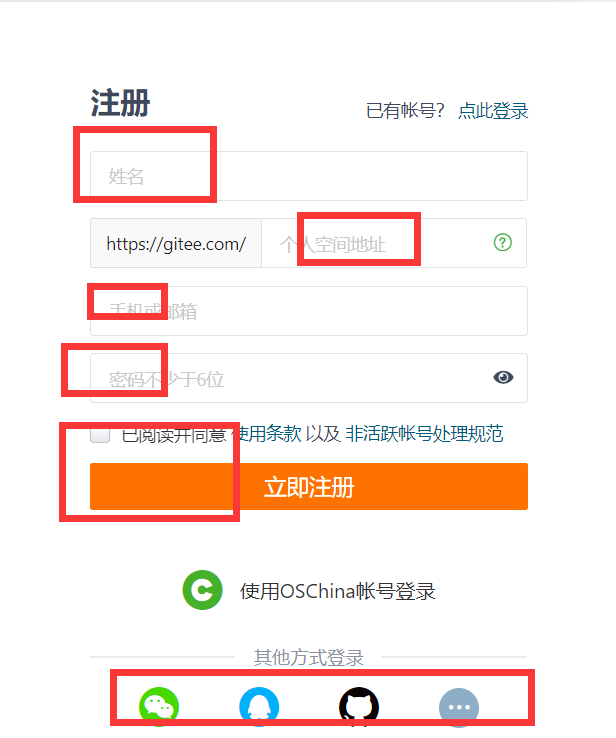 注册
已有帐号？ 点此登录
姓名
https://gitee.com/ 个人空间地址
手机或邮箱
密码不少于6位
已阅读并同意 使用条款 以及 非活跃帐号处理规范
立即注册
使用OSChina帐号登录
其他方式登录